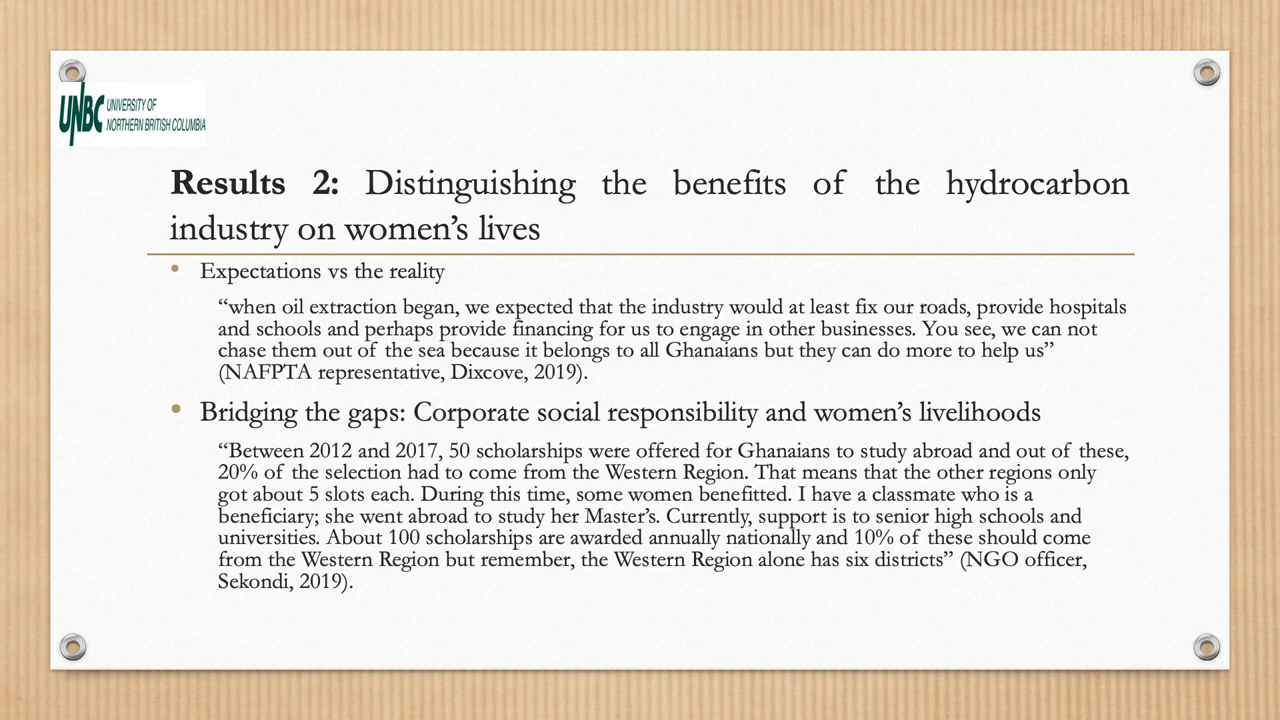 UNBC UNIVERSITY OF
NORTHERN BRITISH COLUMBIA
Results 2: Distinguishing the benefits of the hydrocarbon
industry on women’s lives
• Expectations vs the reality
“when oil extraction began, we expected that the industry would at least fix our roads, provide hospitals
and schools and perhaps provide financing for us to engage in other businesses. You see, we can not
chase them out of the sea because it belongs to all Ghanaians but they can do more to help us”
(NAFPTA representative, Dixcove, 2019).
• Bridging the gaps: Corporate social responsibility and women’s livelihoods
“Between 2012 and 2017, 50 scholarships were offered for Ghanaians to study abroad and out of these,
20% of the selection had to come from the Western Region. That means that the other regions only
got about 5 slots each. During this time, some women benefitted. I have a classmate who is a
beneficiary; she went abroad to study her Master’s. Currently, support is to senior high schools and
universities. About 100 scholarships are awarded annually nationally and 10% of these should come
from the Western Region but remember, the Western Region alone has six districts” (NGO officer,
Sekondi, 2019).